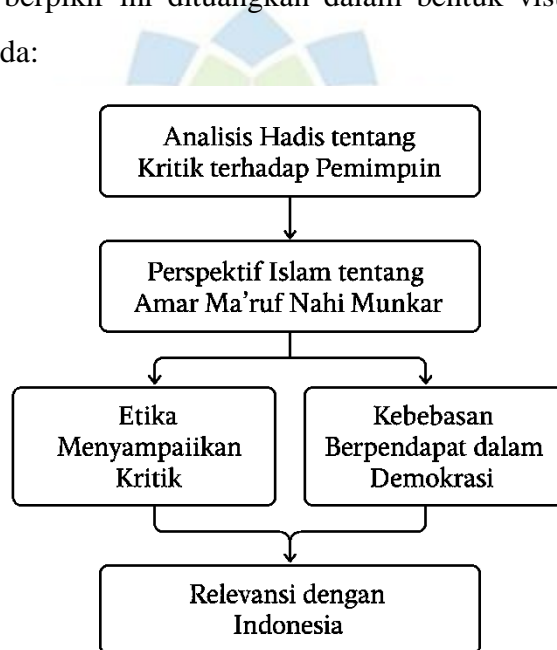 berpikir ini dituangkan dalam bentuk
da:
Analisis Hadis tentang
Kritik terhadap Pemimpiin
Perspektif Islam tentang
Amar Ma'ruf Nahi Munkar
Etika
Menyampaiikan
Kritik
Kebebasan
Berpendapat dalam
Demokrasi
Relevansi dengan
Indonesia